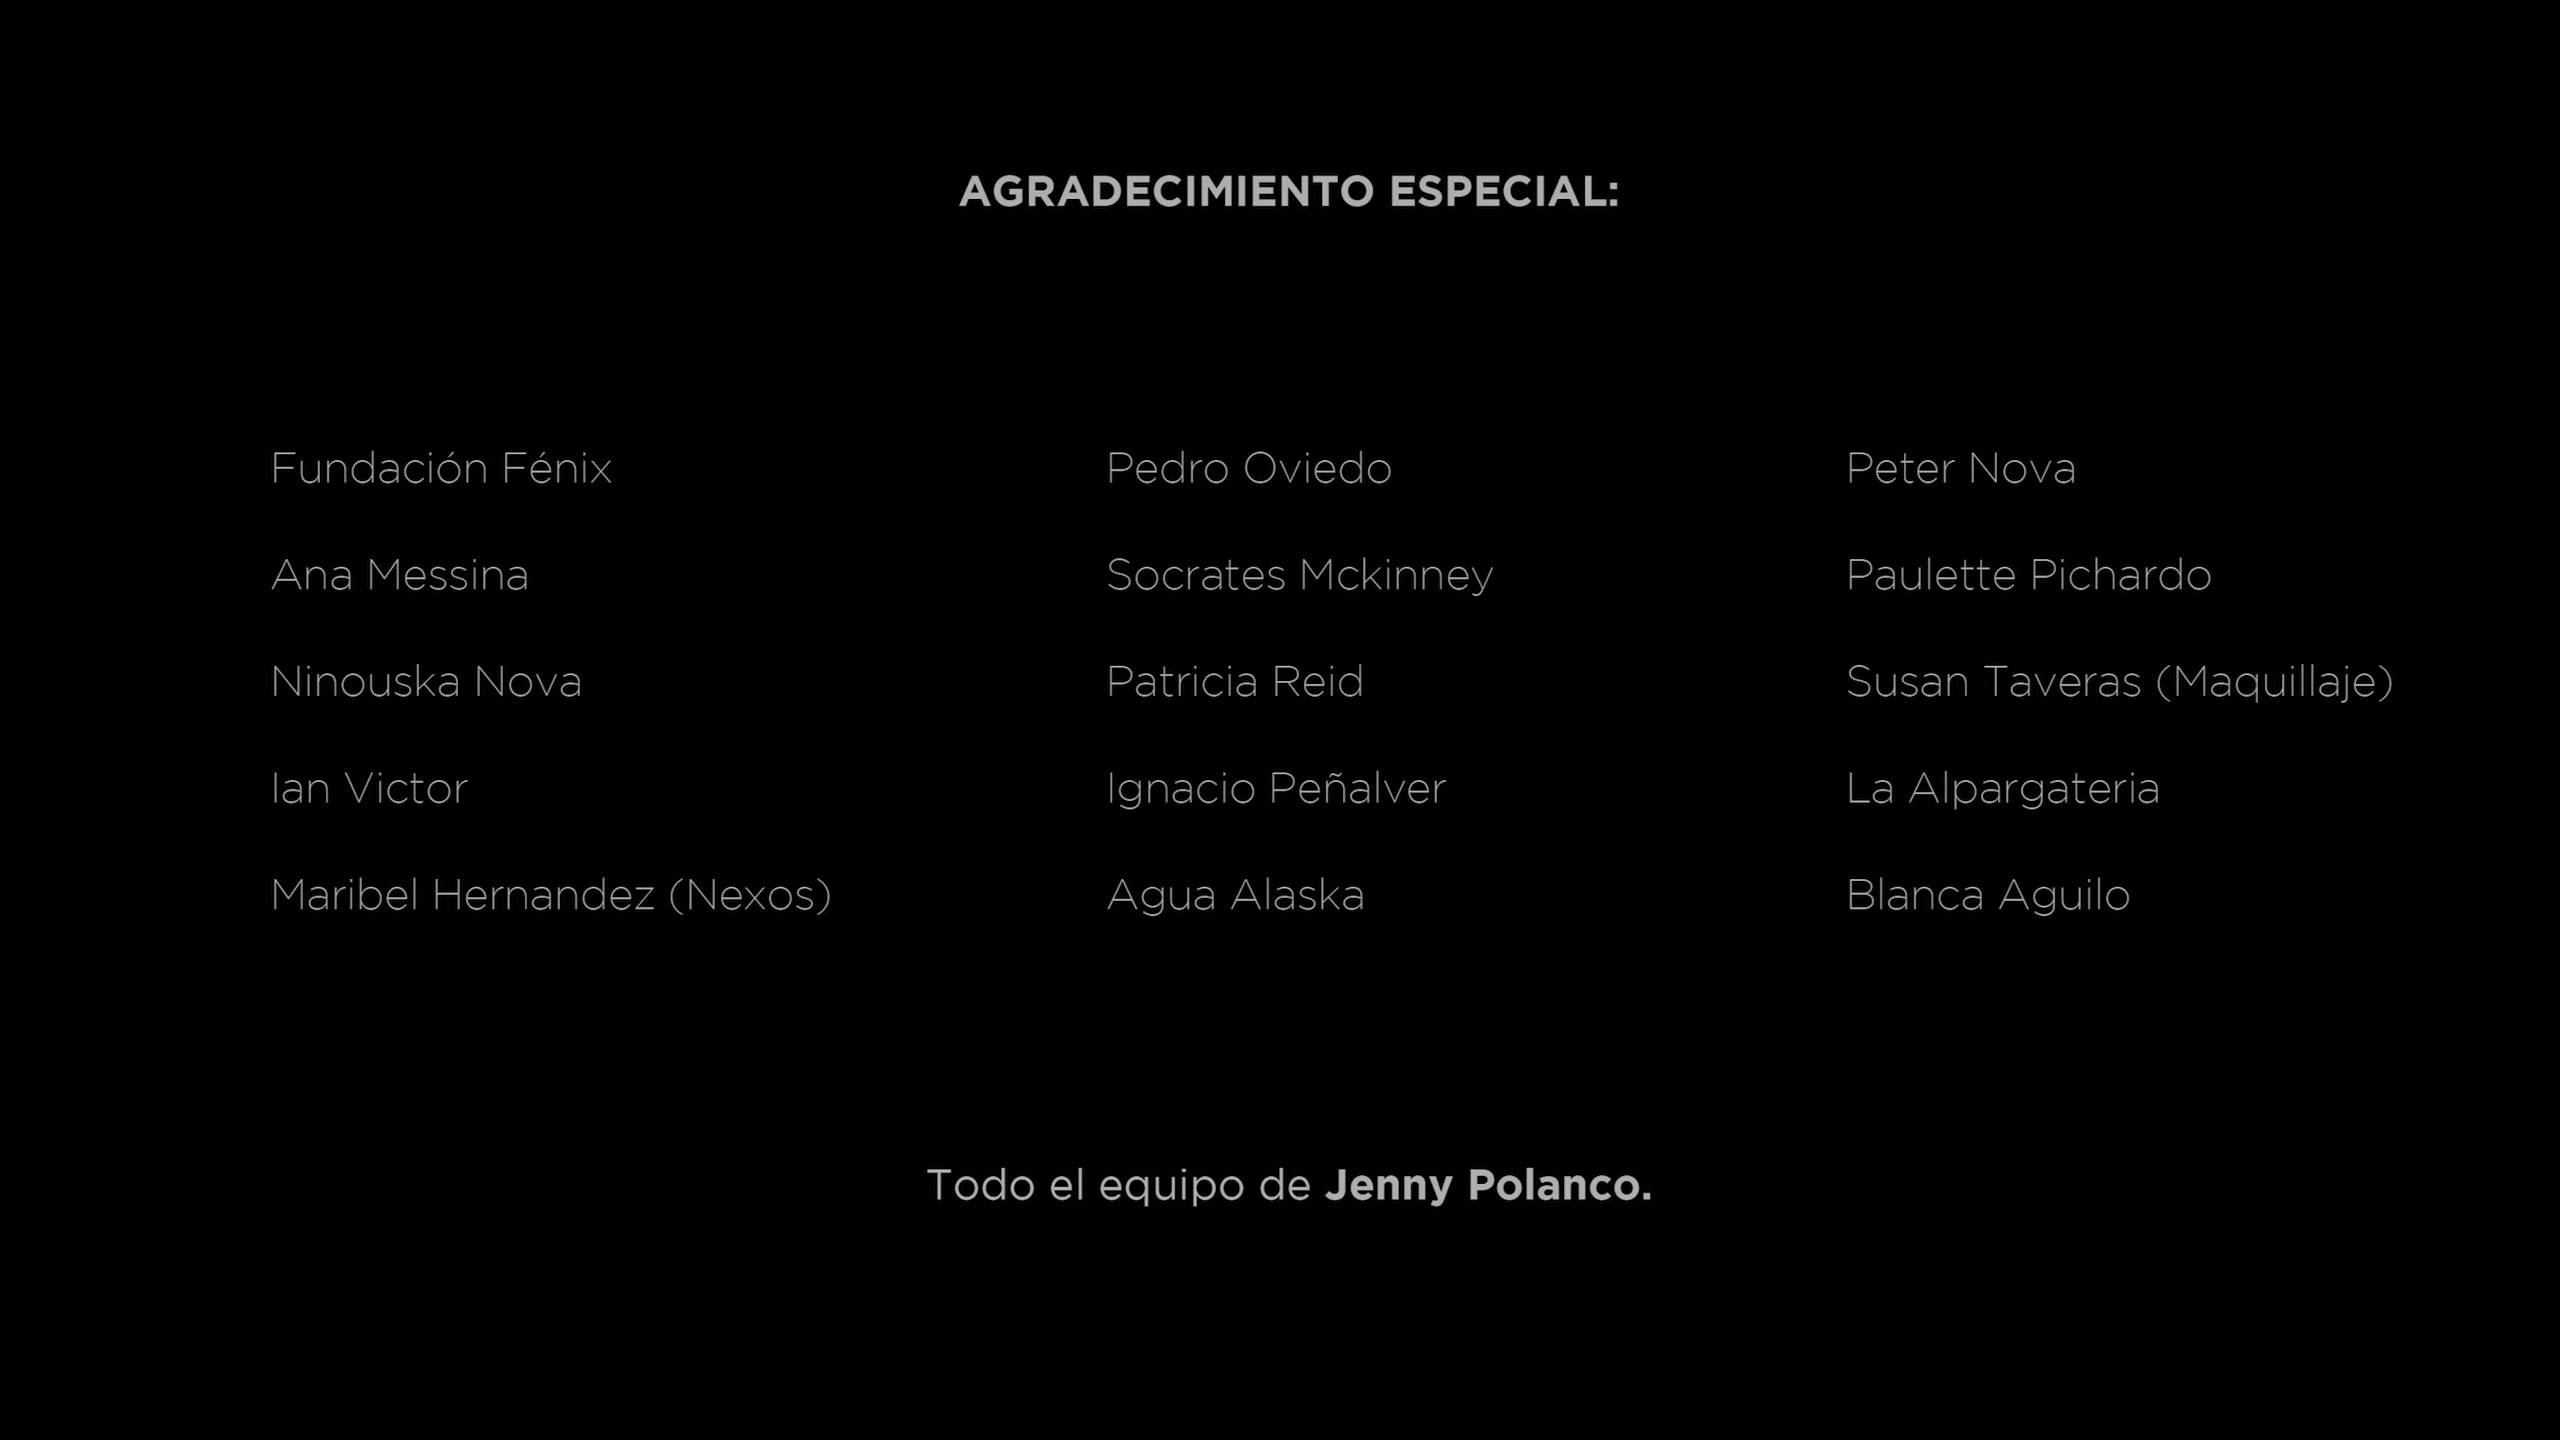 AGRADECIMIENTO ESPECIAL:
Fundación Fénix
Ana Messina
Ninouska Nova
Ian Victor
Maribel Hernandez (Nexos)
Pedro Oviedo
Socrates Mckinney
Patricia Reid
Ignacio Peñalver
Agua Alaska
Peter Nova
Paulette Pichardo
Susan Taveras (Maquillaje)
La Alpargateria
Blanca Aguilo
Todo el equipo de Jenny Polanco.